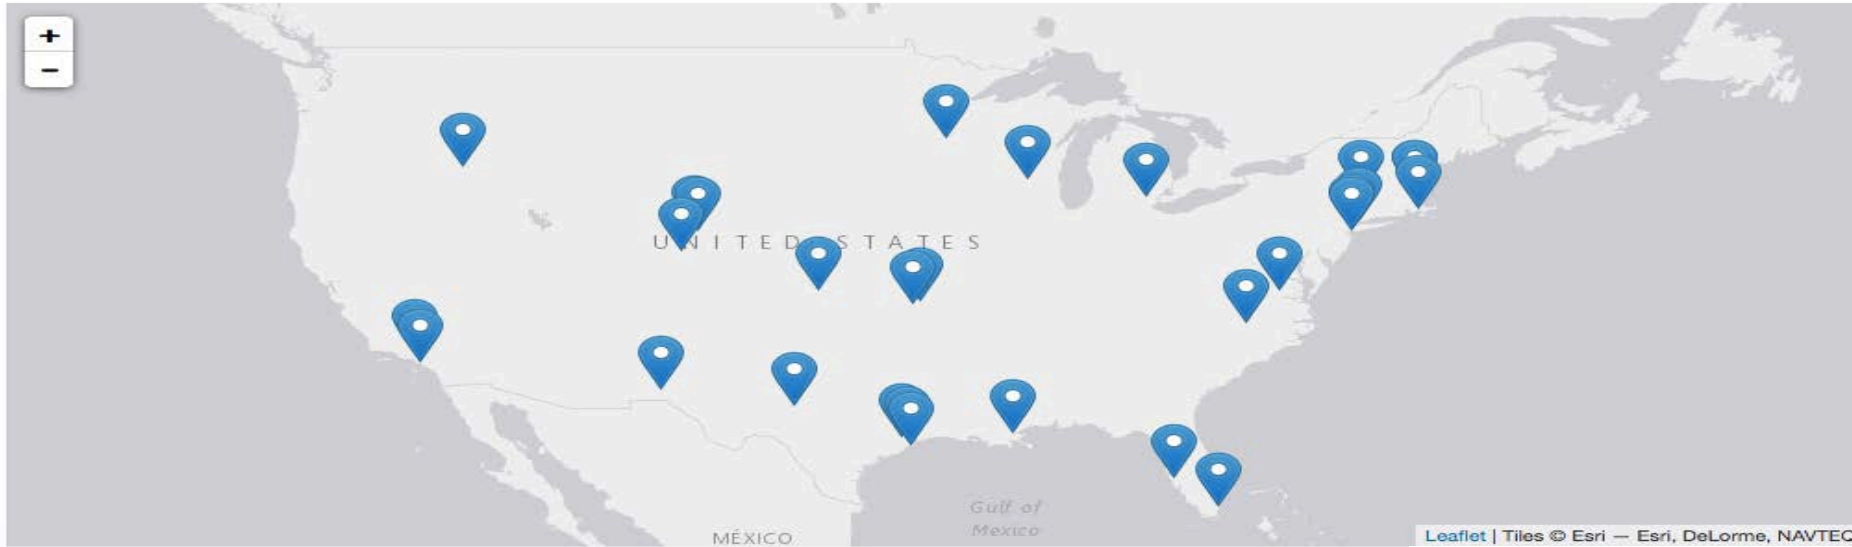 +
−
UNITED STATES
Gulf of
Mexico
MÉXICO
Leaflet | Tiles © Esri — Esri, DeLorme, NAVTEQ